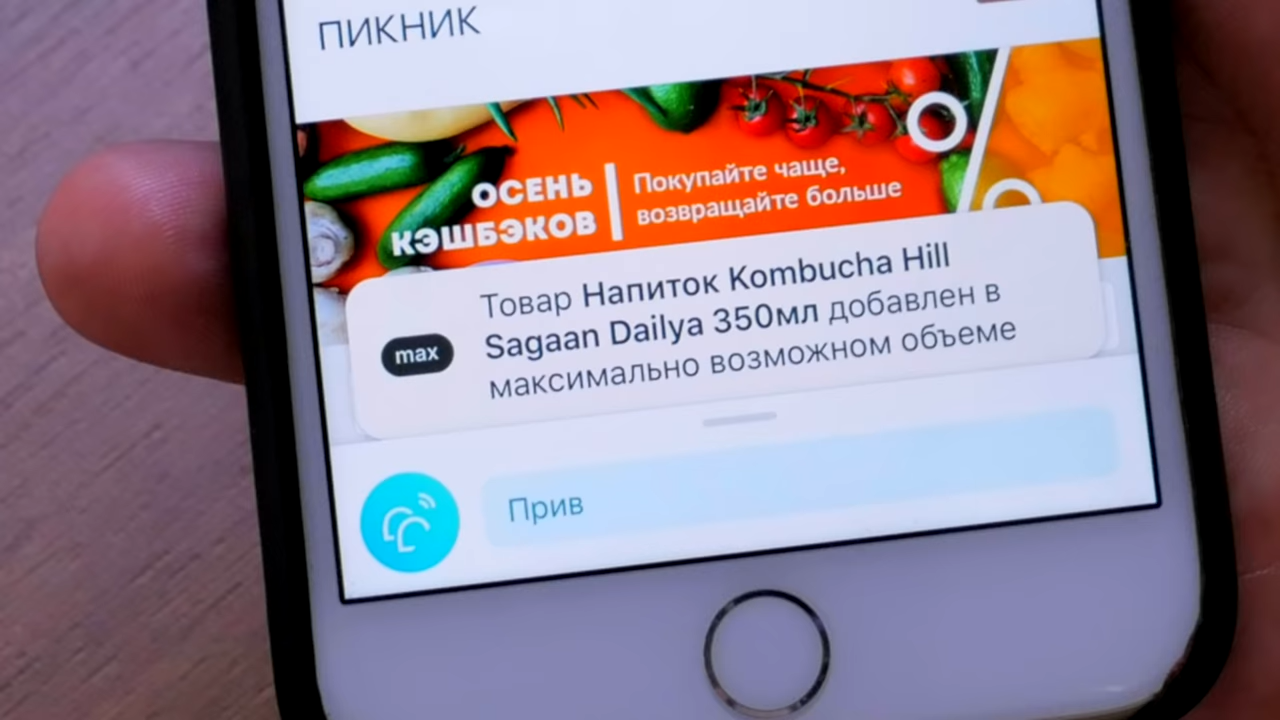 ПИКНИК
ОСЕНЬ
КЭШБЭКОВ
Покупайте чаще,
возвращайте больше
max
Товар Напиток Kombucha Hill
Sagaan Dailya 350мл добавлен в
максимально возможном объеме
Прив